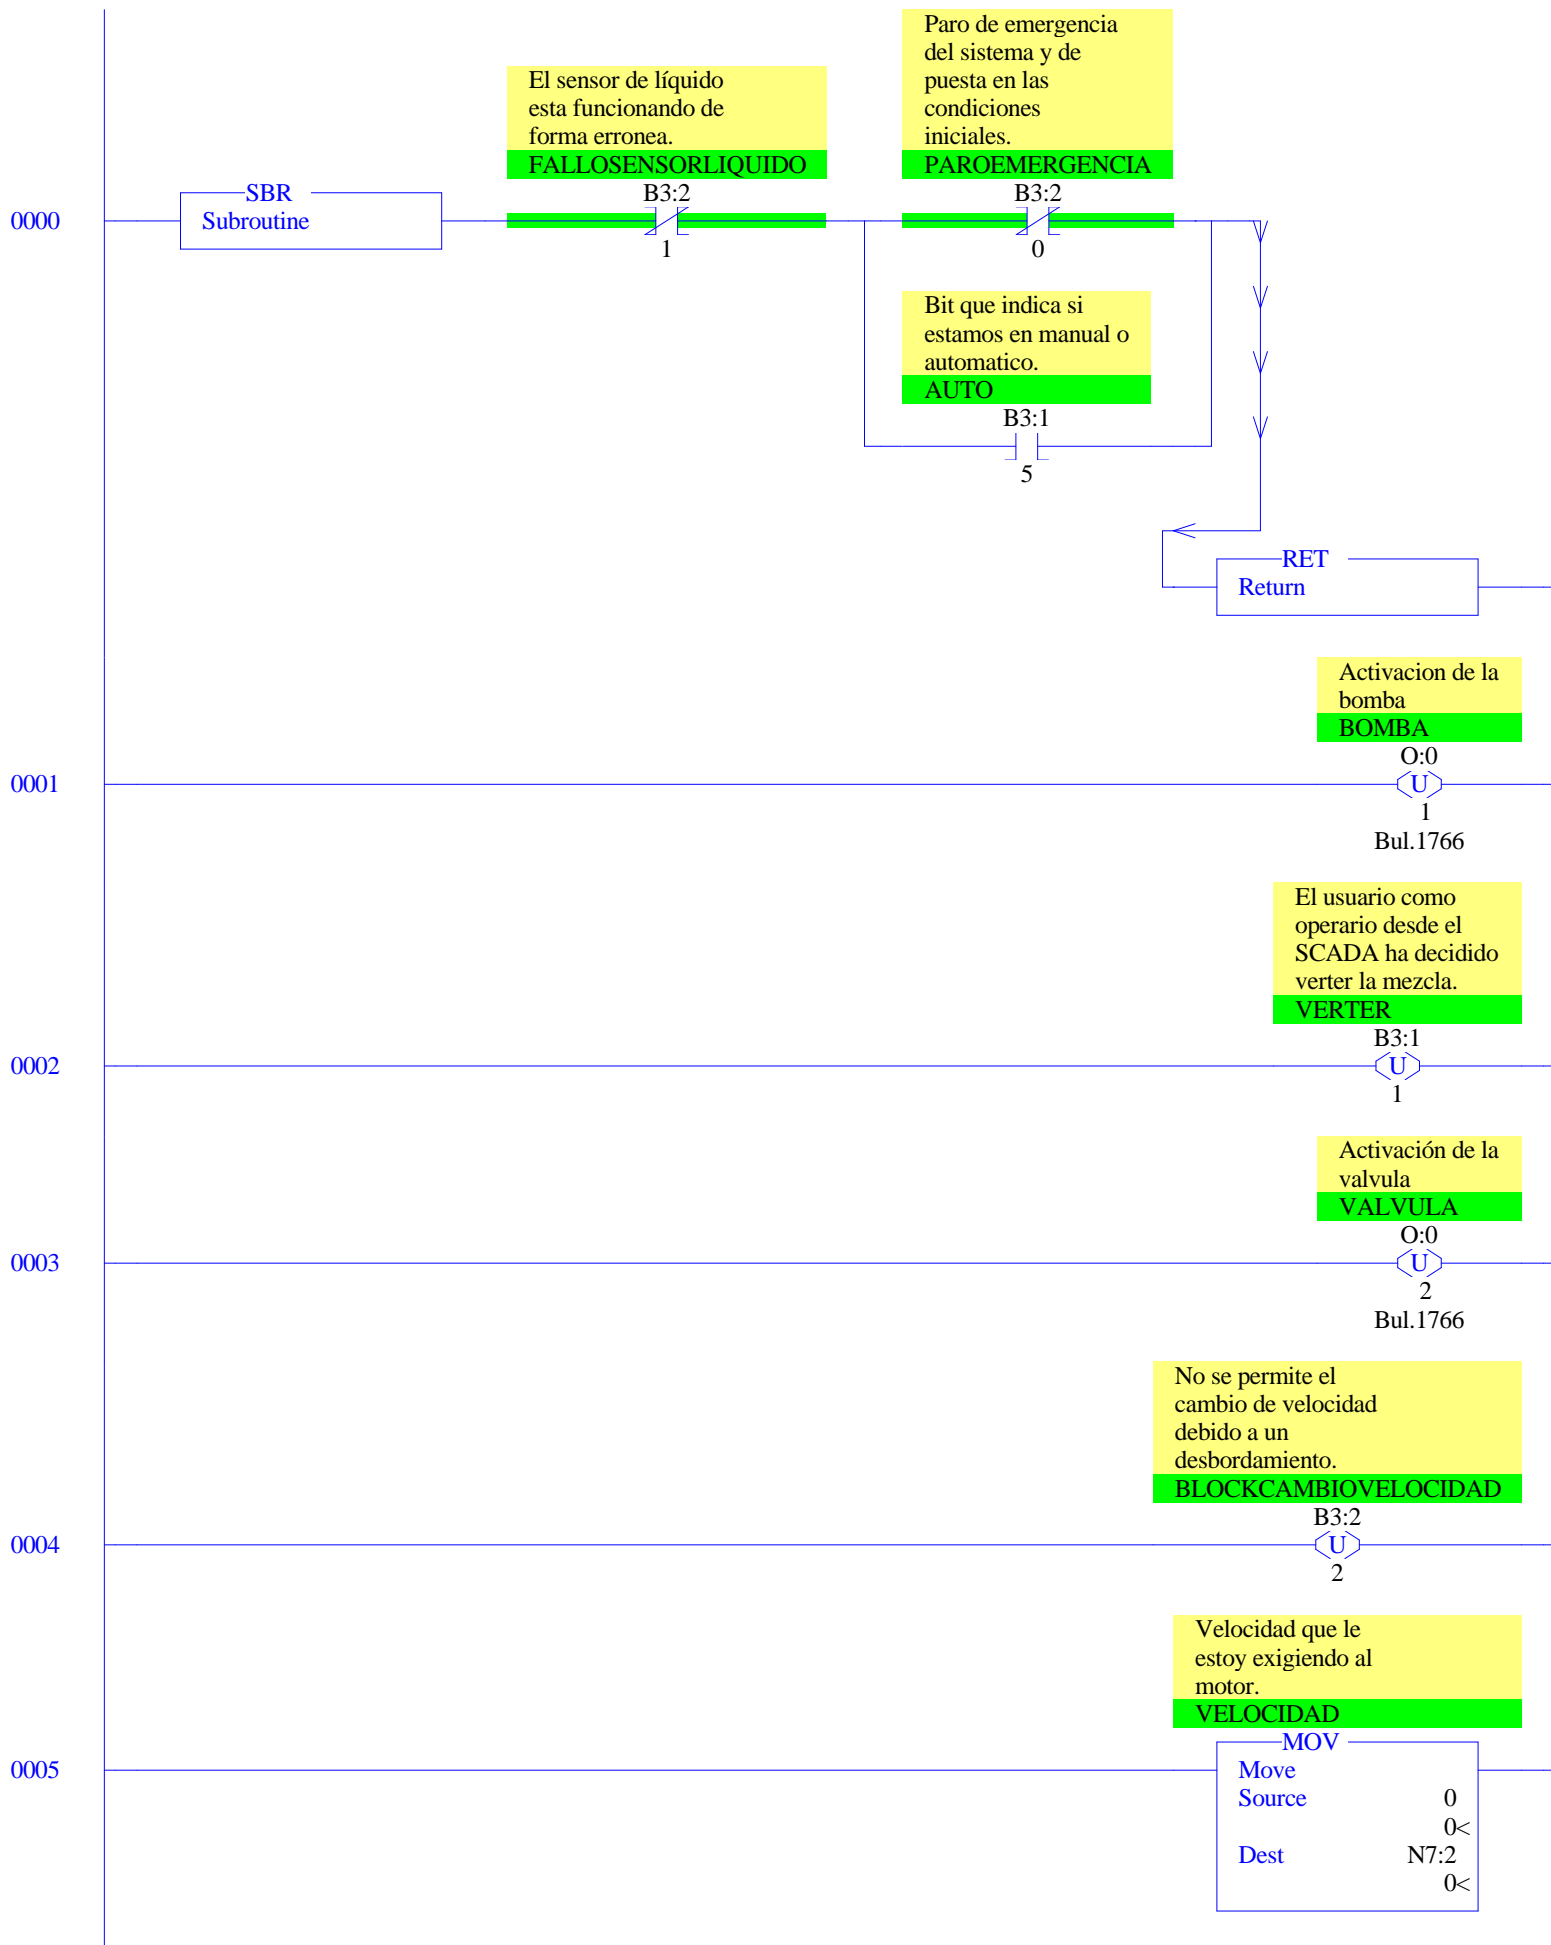 Paro de emergencia
del sistema y de
puesta en las
condiciones
iniciales.
PAROEMERGENCIA
B3:2
0
El sensor de líquido
esta funcionando de
forma erronea.
FALLOSENSORLIQUIDO
B3:2
1
0000
SBR
Subroutine
Bit que indica si
estamos en manual o
automatico.
AUTO
B3:1
5
RET
Return
Activacion de la
bomba
BOMBA
O:0
0001
U
1
Bul.1766
El usuario como
operario desde el
SCADA ha decidido
verter la mezcla.
VERTER
B3:1
0002
U
1
Activación de la
valvula
VALVULA
O:0
0003
U
2
Bul.1766
No se permite el
cambio de velocidad
debido a un
desbordamiento.
BLOCKCAMBIOVELOCIDAD
B3:2
0004
U
2
Velocidad que le
estoy exigiendo al
motor.
VELOCIDAD
0005
MOV
Move
Source 0
0<
Dest N7:2
0<